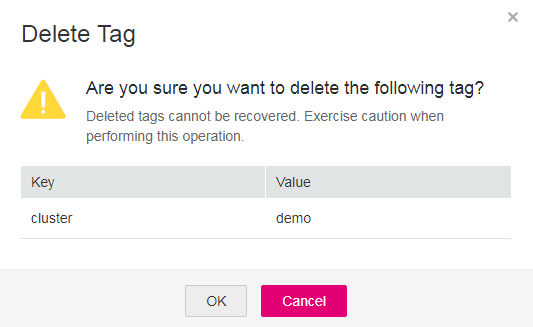 Delete Tag
Are you sure you want to delete the following tag?
Deleted tags cannot be recovered. Exercise caution when
performing this operation.
Key Value
cluster demo
OK Cancel